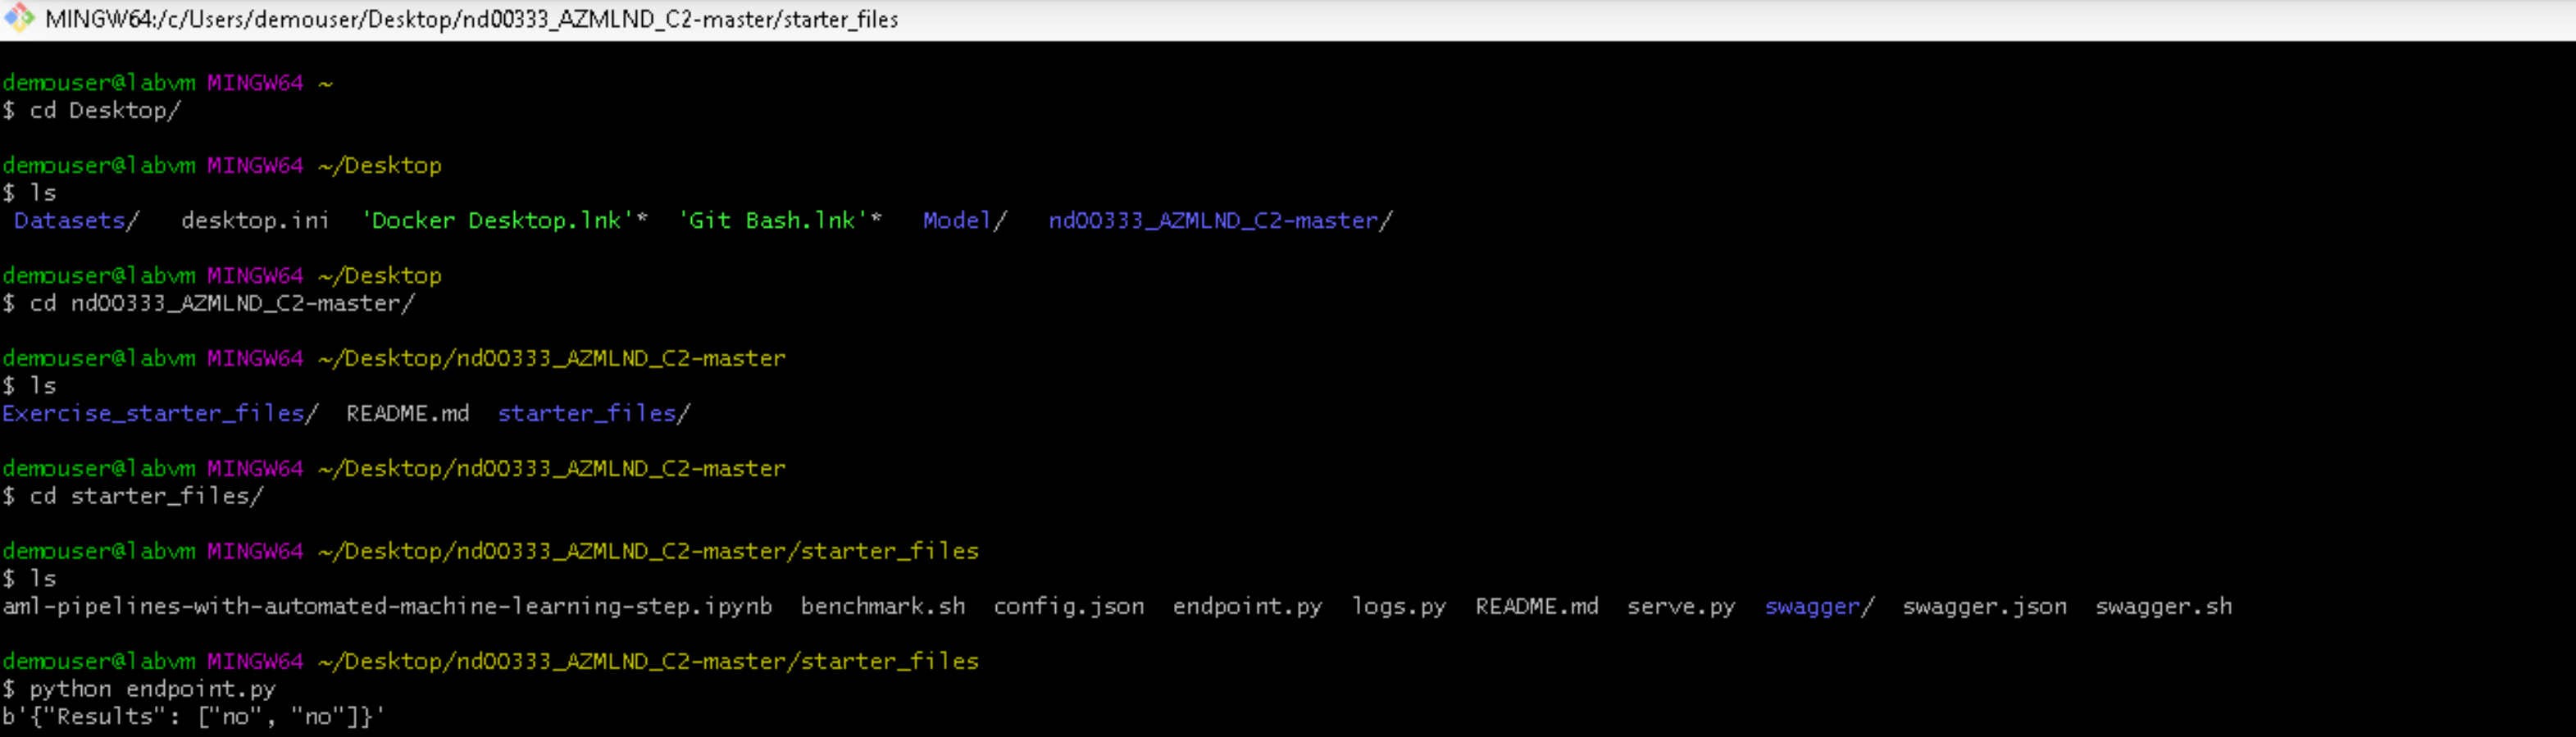 MINGW64:/c/Users/demouser/Desktop/nd00333_AZMLND_C2-master/starter_files
demouser@labvm MINGW64 ~
$ cd Desktop/
demouser@labvm MINGW64 ~/Desktop
$ ls
Datasets/ desktop.ini 'Docker Desktop.lnk'* 'Git Bash.lnk'* Model/ nd00333_AZMLND_C2-master/
demouser@labvm MINGW64 ~/Desktop
$ cd nd00333_AZMLND_C2-master/
demouser@labvm MINGW64 ~/Desktop/nd00333_AZMLND_C2-master
$ ls
Exercise_starter_files/ README.md starter_files/
demouser@labvm MINGW64 ~/Desktop/nd00333_AZMLND_C2-master
$ cd starter_files/
demouser@labvm MINGW64 ~/Desktop/nd00333_AZMLND_C2-master/starter_files
$ ls
aml-pipelines-with-automated-machine-learning-step.ipynb benchmark.sh config.json endpoint.py logs.py README.md serve.py swagger/ swagger.json swagger.sh
demouser@labvm MINGW64 ~/Desktop/nd00333_AZMLND_C2-master/starter_files
$ python endpoint.py
b'{"Results": ["no", "no"]}'